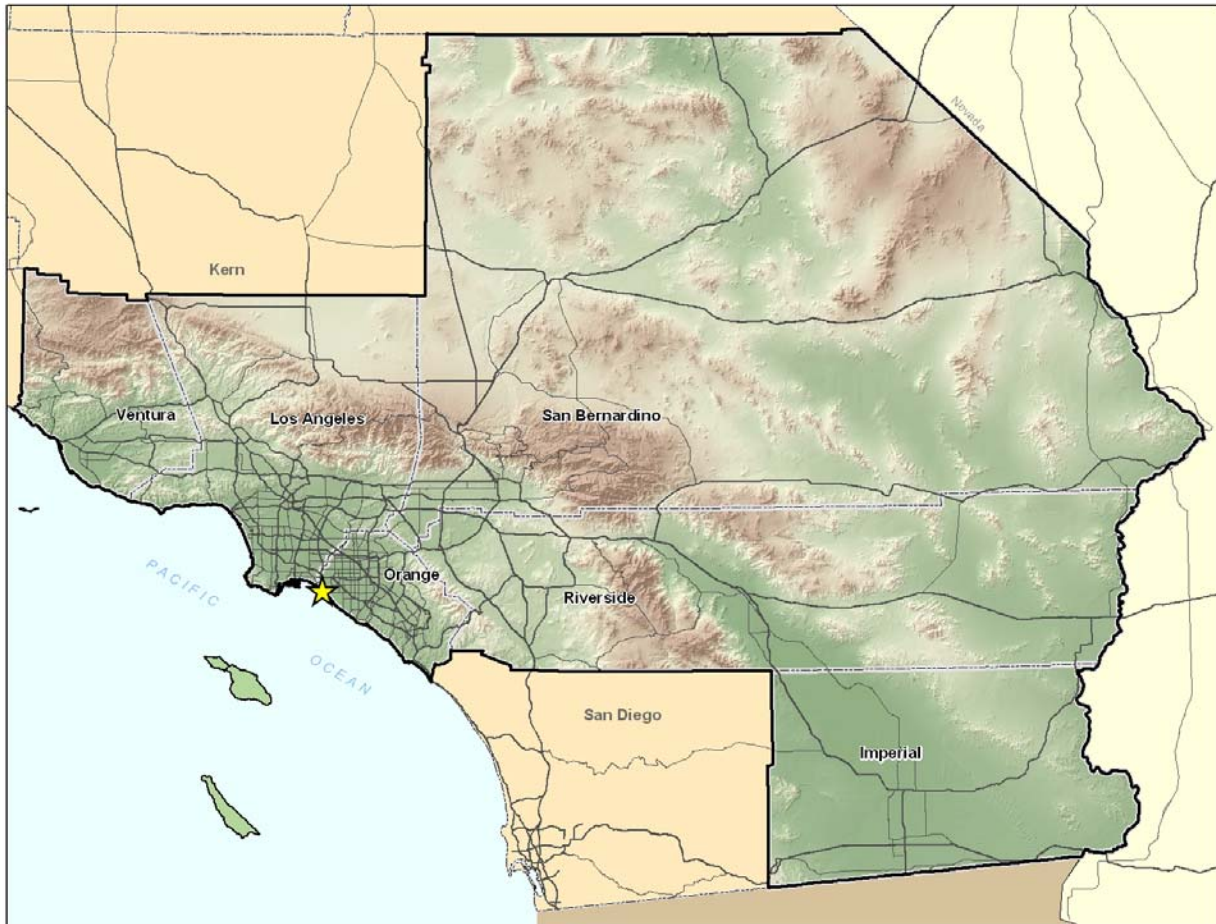 Nevada
Kern
Ventura
Los Angeles
San Bernardino
PACIFIC
Orange
Riverside
OCEAN
San Diego
Imperial